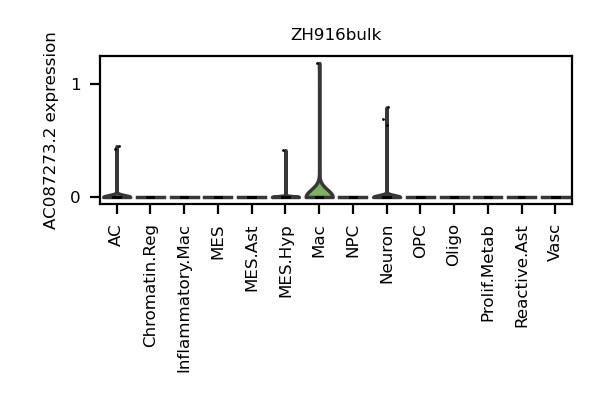 ZH916bulk
AC087273.2 expression
1
0
AC
Chromatin.Reg
Inflammatory.Mac
MES
MES.Ast
MES.Hyp
Mac
NPC
Neuron
OPC
Oligo
Prolif.Metab
Reactive.Ast
Vasc